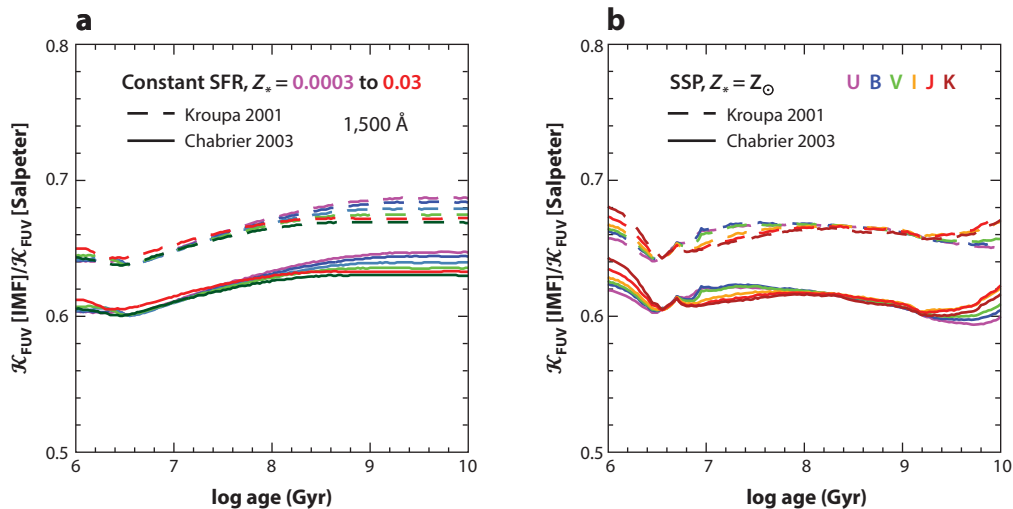 a
Constant SFR, Z* = 0.0003 to 0.03
Kroupa 2001
1,500 Å
Chabrier 2003
0.8
0.7
0.6
0.5
6
7
8
9
10
log age (Gyr)
𝒦FUV [IMF]/𝒦FUV [Salpeter]
b
SSP, Z* = Z⊙
U B V I J K
Kroupa 2001
Chabrier 2003
0.8
0.7
0.6
0.5
6
7
8
9
10
log age (Gyr)
𝒦FUV [IMF]/𝒦FUV [Salpeter]